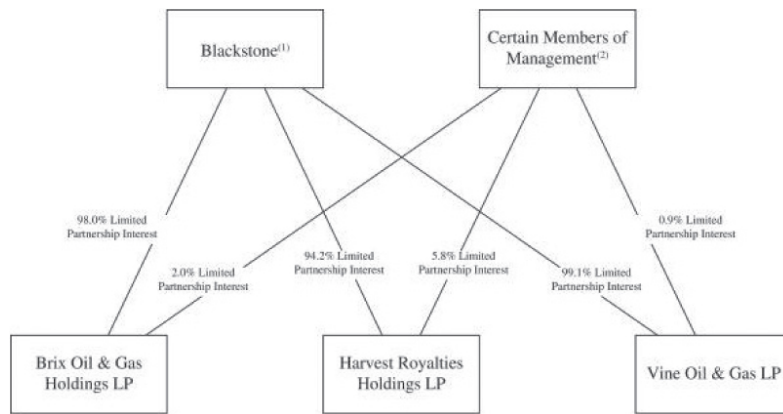 Blackstone(1)
Certain Members of
Management(2)
98.0% Limited
Partnership Interest
0.9% Limited
Partnership Interest
2.0% Limited
Partnership Interest
94.2% Limited
Partnership Interest
5.8% Limited
Partnership Interest
99.1% Limited
Partnership Interest
Brix Oil & Gas
Holdings LP
Harvest Royalties
Holdings LP
Vine Oil & Gas LP